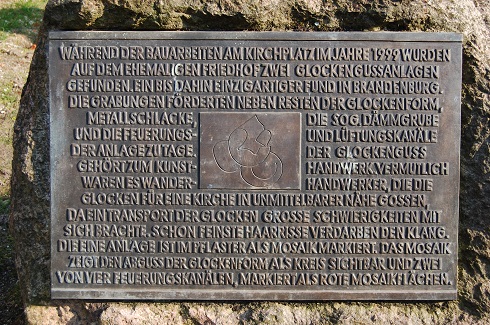 WÄHREND DER BAUARBEITEN AM KIRCHPLATZ IM JAHRE 1999 WURDEN
AUF DEM EHEMALIGEN FRIEDHOF ZWEI GLOCKENGUSSANLAGEN
GEFUNDEN. EIN BIS DAHIN EINZIGARTIGER FUND IN BRANDENBURG.
DIE GRABUNGEN FÖRDERTEN NEBEN RESTEN DER GLOCKENFORM,
METALLSCHLACKE, DIE SOG. DÄMMGRUBE
UND DIE FEUERUNGS- UND LÜFTUNGSKANÄLE
DER ANLAGE ZUTAGE. DER GLOCKENGUSS
GEHÖRT ZUM KUNST- HANDWERK. VERMUTLICH
WAREN ES WANDER- HANDWERKER, DIE DIE
GLOCKEN FÜR EINE KIRCHE IN UNMITTELBARER NÄHE GOSSEN,
DA EIN TRANSPORT DER GLOCKEN GROSSE SCHWIERIGKEITEN MIT
SICH BRACHTE. SCHON FEINSTE HAARRISSE VERDARBEN DEN KLANG.
DIE EINE ANLAGE IST IM PFLASTER ALS MOSAIK MARKIERT. DAS MOSAIK
ZEIGT DEN ABGUSS DER GLOCKENFORM ALS KREIS SICHTBAR UND ZWEI
VON VIER FEUERUNGSKANÄLEN, MARKIERT ALS ROTE MOSAIKFLÄCHEN.